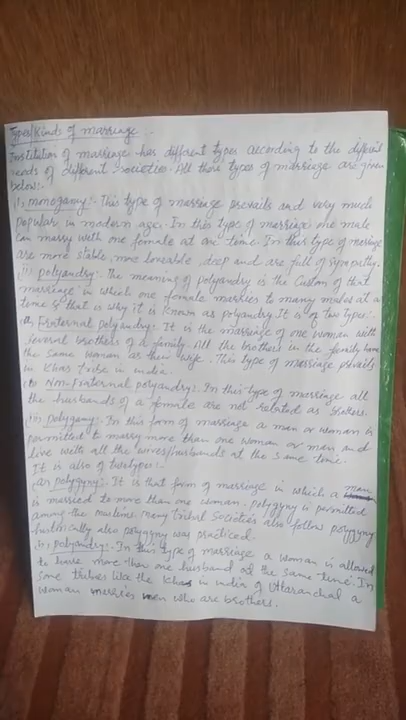 Types/Kinds of marriage :-
Institution of marriage has different types according to the different
needs of different societies. All these types of marriage are given
below:-
(i) monogamy:- This type of marriage prevails and very much
popular in modern age. In this type of marriage one male
can marry with one female at one time. In this type of marriage
are more stable, more loveable, deep and are full of sympathy.
(ii) polyandry: The meaning of polyandry is the custom of that
marriage in which one female marries to many males at a
time & that is why it is known as polyandry. It is of two types:-
Fraternal polyandry: It is the marriage of one woman with
several brothers of a family. All the brothers in the family have
the same woman as their wife. This type of marriage prevails
in Khas tribe in india.
Non-Fraternal polyandry: In this type of marriage all
the husbands of a female are not related as brothers.
polygamy:- In this form of marriage a man or woman is
permitted to marry more than one woman or man and
live with all the wives/husbands at the same time.
It is also of two types:-
polygyny:- It is that form of marriage in which a man
is married to more than one woman. Polygyny is permitted
among the muslims. many tribal societies also follow polygyny
historically also polygyny was practiced.
polyandry:- In this type of marriage a woman is allowed
to have more than one husband at the same time. In
some tribes like the Khas in india of Uttaranchal a
woman marries men who are brothers.